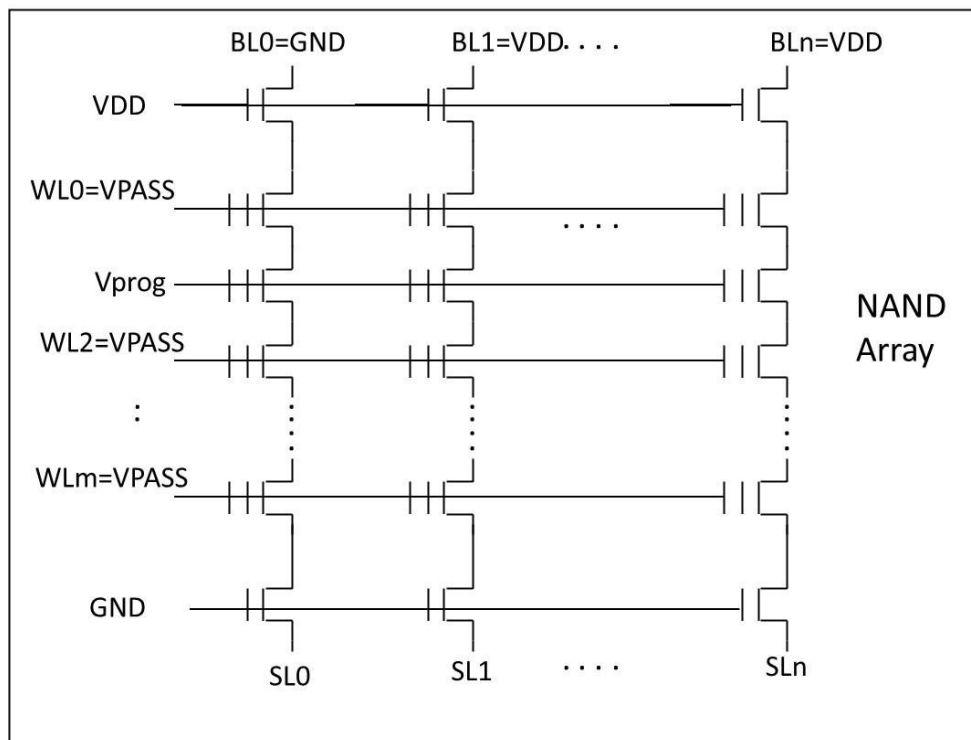 BL0=GND BL1=VDD . . . . BLn=VDD
VDD
WL0=VPASS
. . . .
Vprog
NAND
Array
WL2=VPASS
:
WLm=VPASS
GND
SL0 SL1 . . . . SLn